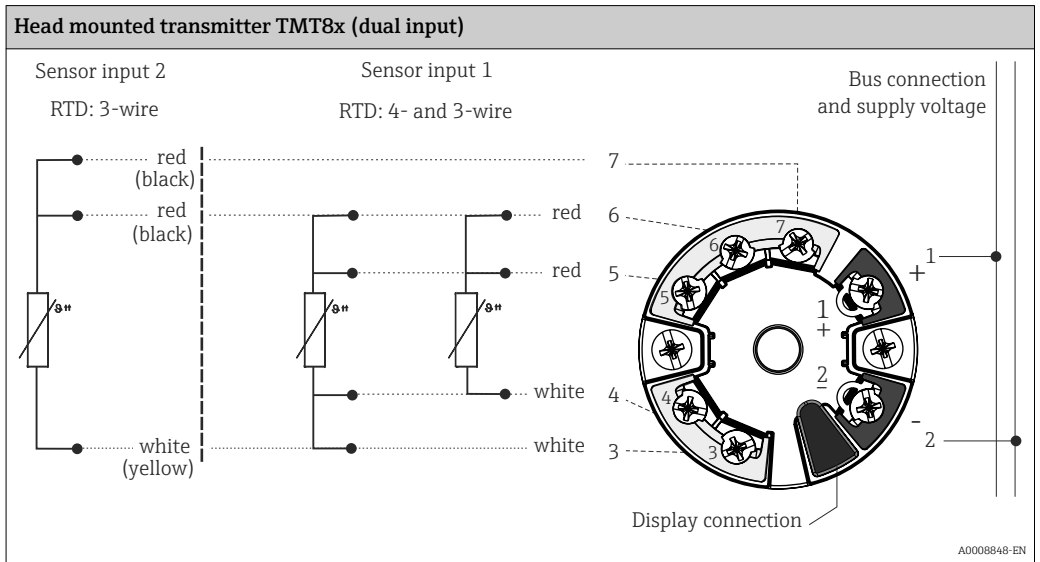 Head mounted transmitter TMT8x (dual input)
Sensor input 2
RTD: 3-wire
Sensor input 1
RTD: 4- and 3-wire
Bus connection
and supply voltage
red
(black)
7
red
(black)
red
6
red
5
white
4
white
(yellow)
white
3
7
6
5
4
3
1
+
2
-
1
+
-
2
ϑ
ϑ
ϑ
Display connection
A0008848-EN